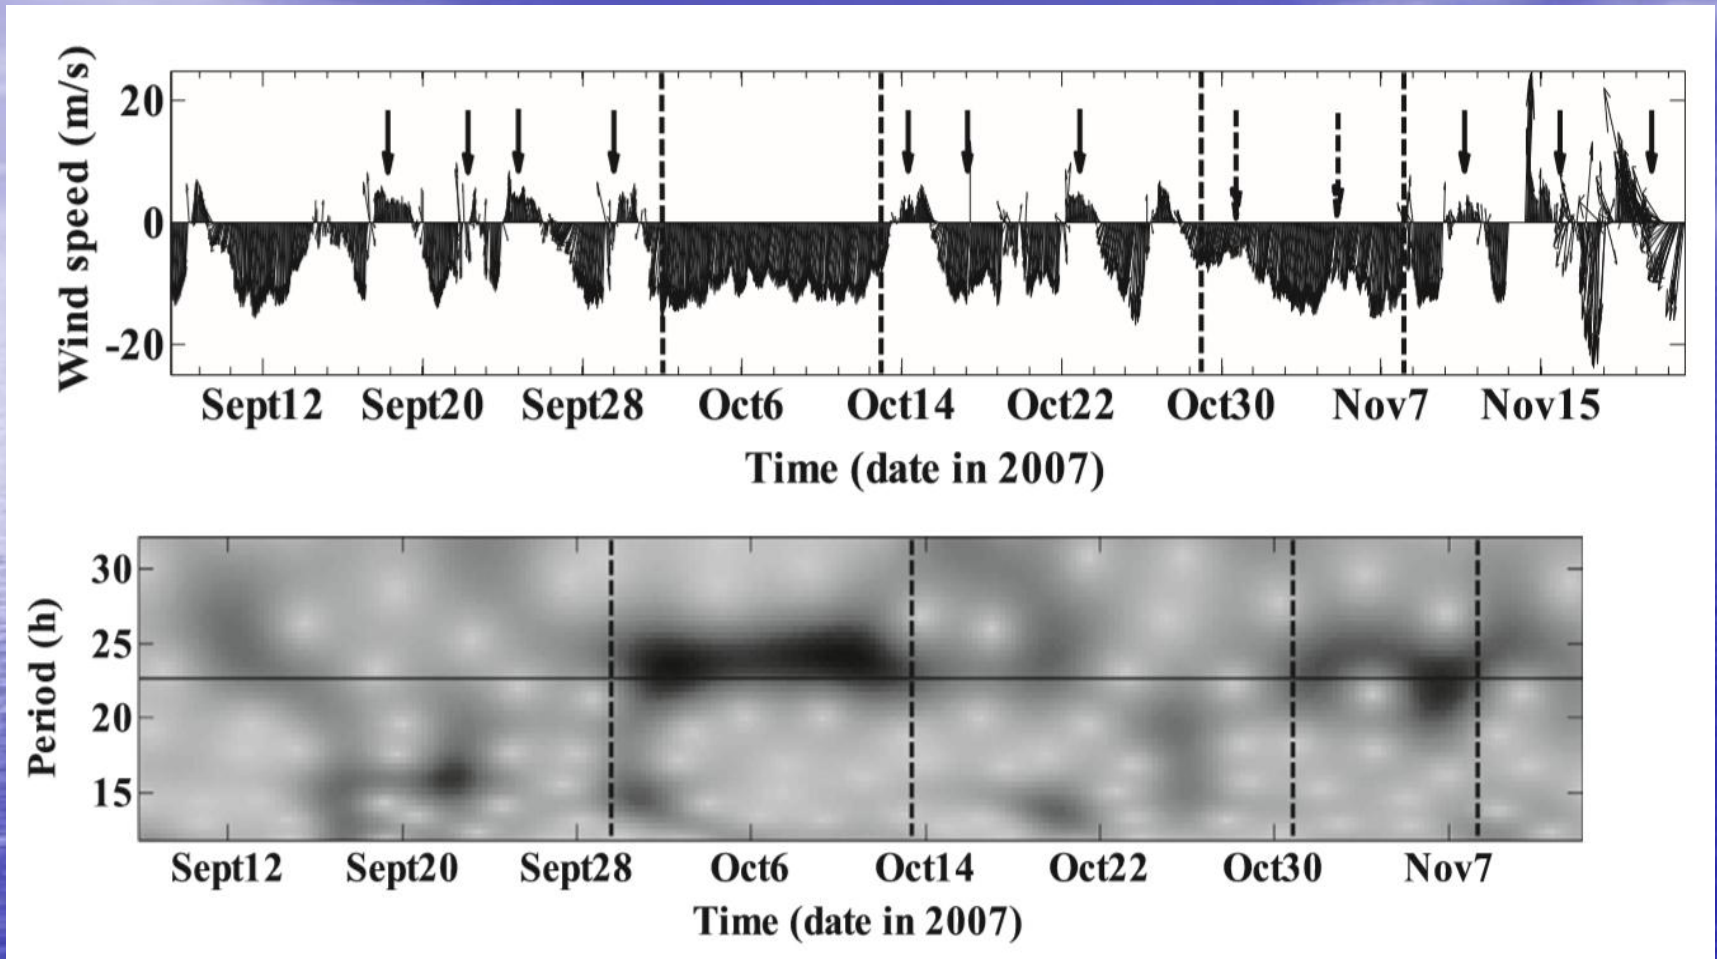 Wind speed (m/s)
20
0
-20
Sept12 Sept20 Sept28 Oct6 Oct14 Oct22 Oct30 Nov7 Nov15
Time (date in 2007)
Period (h)
30
25
20
15
Sept12 Sept20 Sept28 Oct6 Oct14 Oct22 Oct30 Nov7
Time (date in 2007)